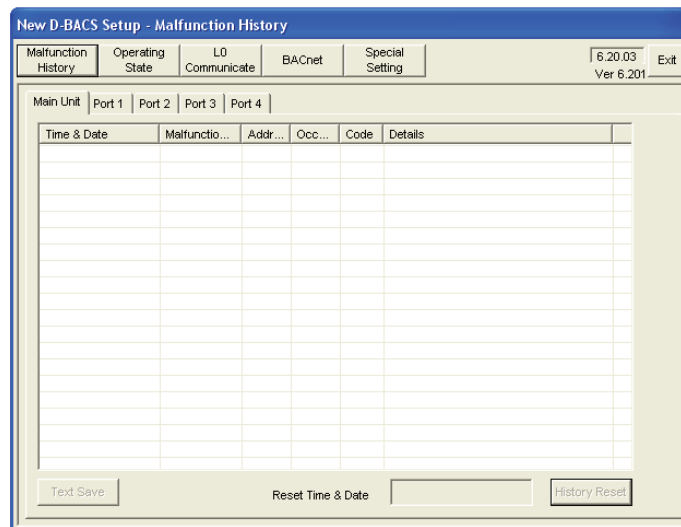 New D-BACS Setup - Malfunction History
Malfunction History
Operating State
L0 Communicate
BACnet
Special Setting
6.20.03
Ver 6.201
Exit
Main Unit Port 1 Port 2 Port 3 Port 4
Time & Date Malfunctio... Addr... Occ... Code Details
Text Save Reset Time & Date History Reset